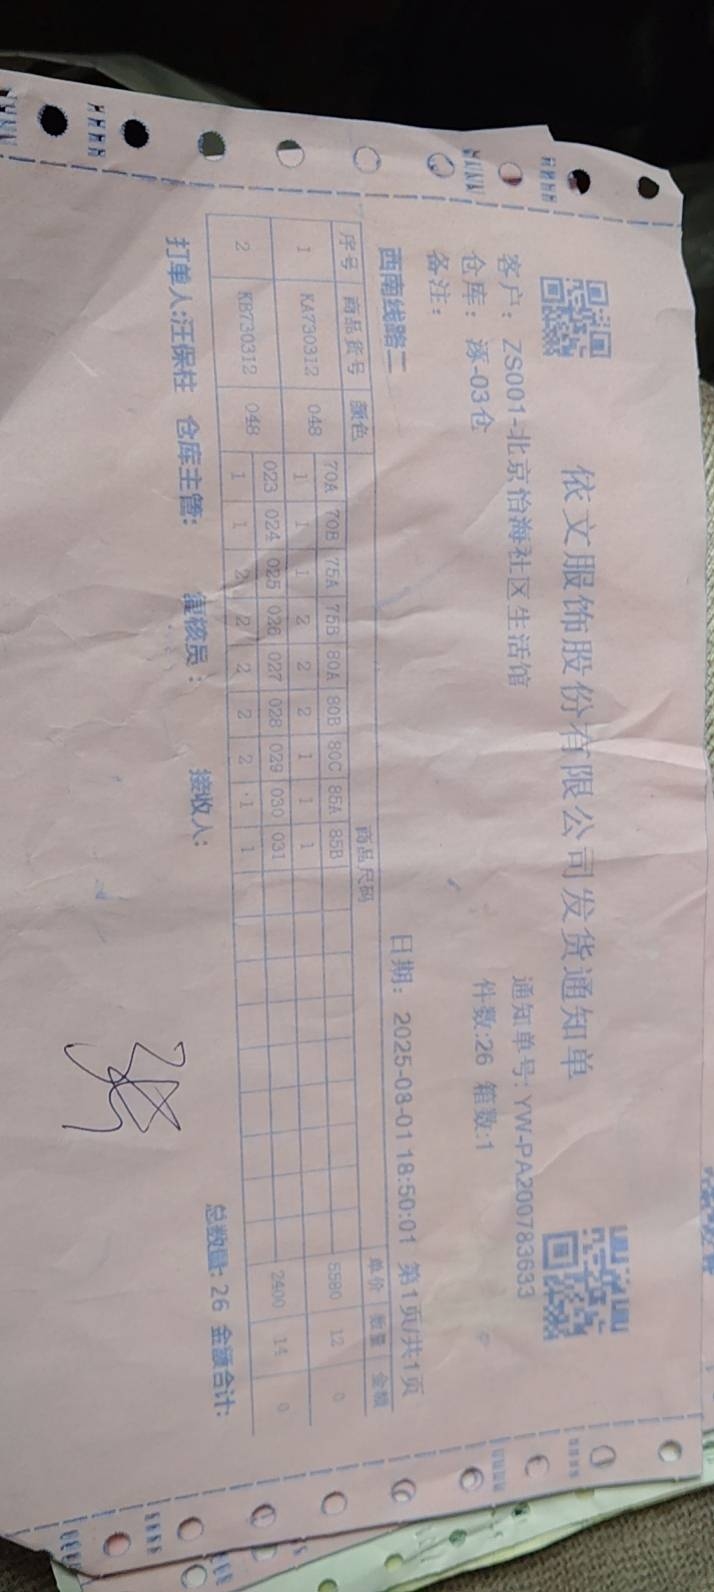 依文服饰股份有限公司发货通知单
客户： ZS001-北京怡海社区生活馆 通知单号: YW-PA200783633
仓库： 涿-03仓 件数:26 箱数:1
备注：
西南线路二 日期： 2025-03-01 18:50:01 第1页/共1页
序号 商品货号 颜色 商品尺码 单价 数量 金额
70A 70B 75A 75B 80A 80B 80C 85A 85B
1 KA730312 048 1 1 1 2 2 2 1 1 1 5580 12 0
023 024 025 026 027 028 029 030 031
2 KB730312 048 1 1 2 2 2 2 2 1 1 2400 14 0
打单人:汪保柱 仓库主管: 复核员： 接收人: 总数量: 26 金额合计: